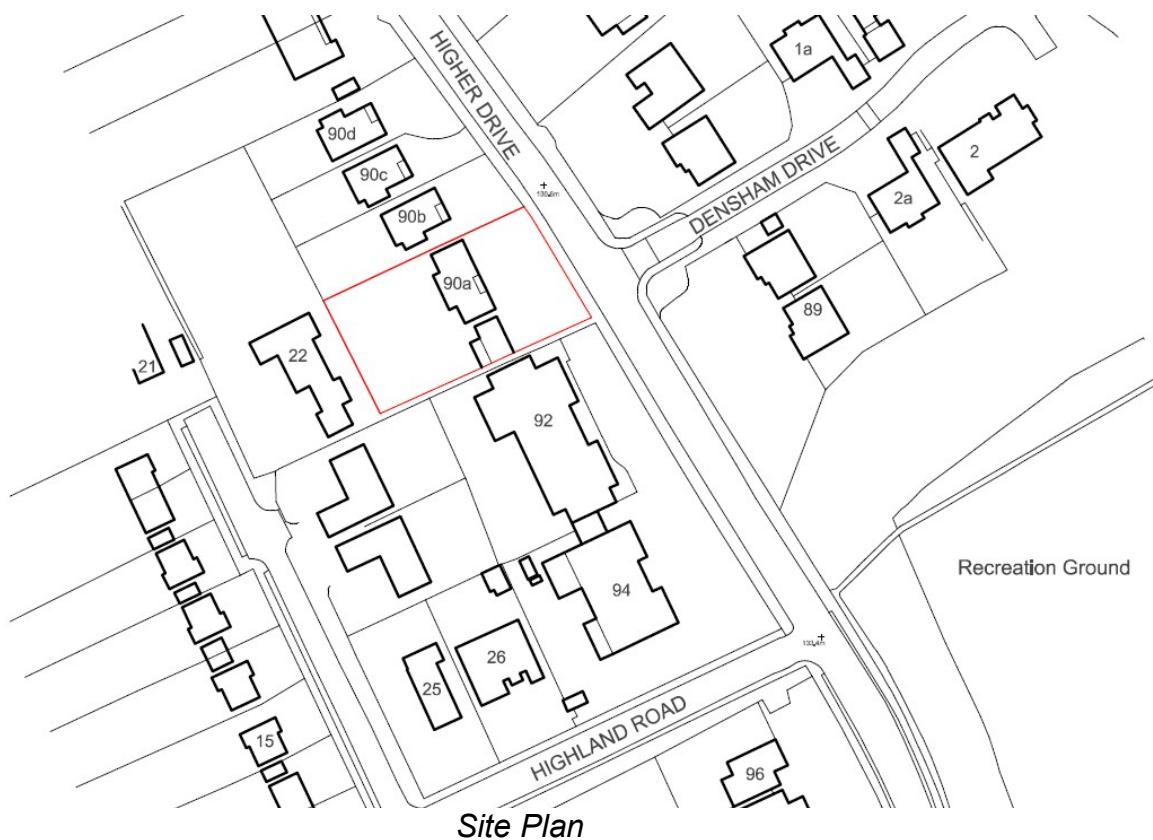 HIGHER DRIVE
1a
90d
2
90c
DENSHAM DRIVE
2a
90b
90a
89
22
21
92
Recreation Ground
94
26
25
HIGHLAND ROAD
15
96
Site Plan